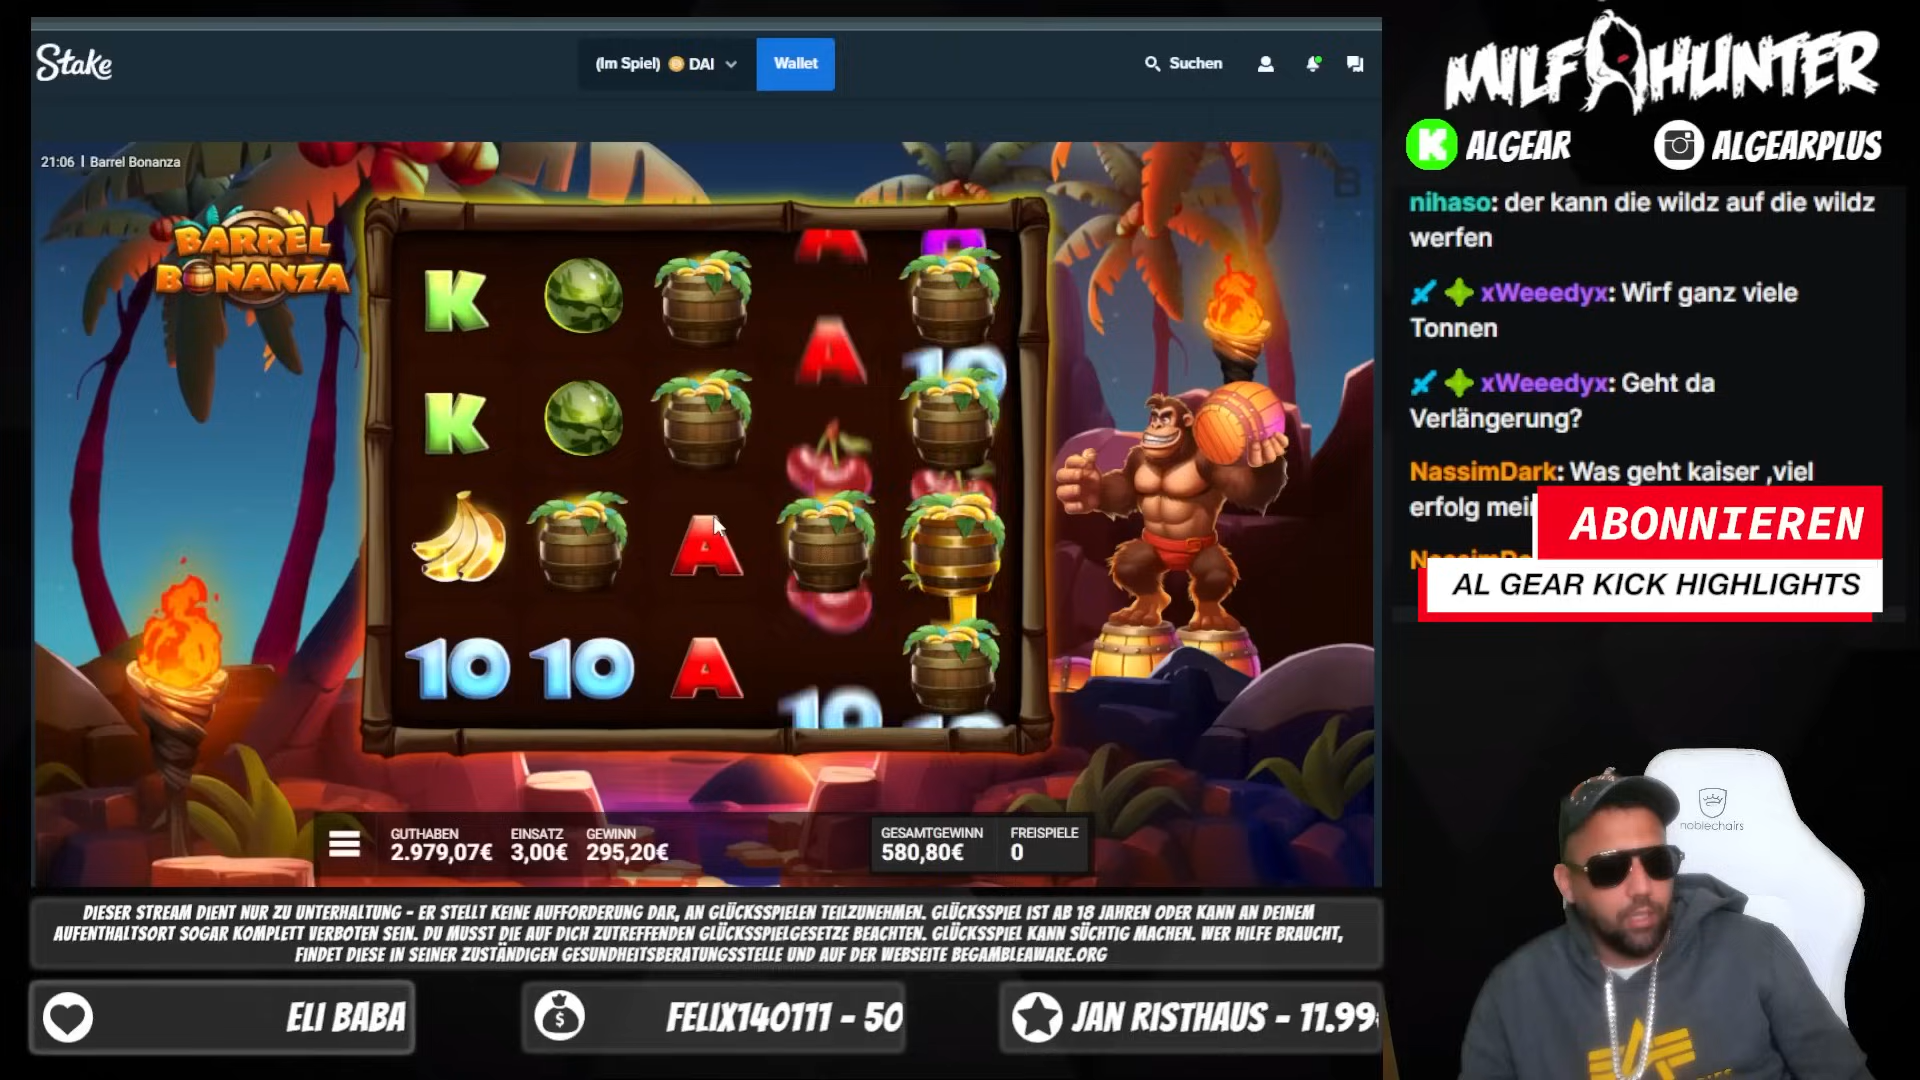 Stake
(Im Spiel) DAI
Wallet
Suchen
21:06 | Barrel Bonanza
BARREL
BONANZA
K
A
10
K
A
A
10
10
A
10
GUTHABEN
2.979,07€
EINSATZ
3,00€
GEWINN
295,20€
GESAMTGEWINN
580,80€
FREISPIELE
0
MILF HUNTER
K ALGEAR
ALGEARPLUS
nihaso: der kann die wildz auf die wildz
werfen
xWeeedyx: Wirf ganz viele
Tonnen
xWeeedyx: Geht da
Verlängerung?
NassimDark: Was geht kaiser ,viel
erfolg mein
ABONNIEREN
AL GEAR KICK HIGHLIGHTS
noblechairs
DIESER STREAM DIENT NUR ZU UNTERHALTUNG - ER STELLT KEINE AUFFORDERUNG DAR, AN GLÜCKSSPIELEN TEILZUNEHMEN. GLÜCKSSPIEL IST AB 18 JAHREN ODER KANN AN DEINEM
AUFENTHALTSORT SOGAR KOMPLETT VERBOTEN SEIN. DU MUSST DIE AUF DICH ZUTREFFENDEN GLÜCKSSPIELGESETZE BEACHTEN. GLÜCKSSPIEL KANN SÜCHTIG MACHEN. WER HILFE BRAUCHT,
FINDET DIESE IN SEINER ZUSTÄNDIGEN GESUNDHEITSBERATUNGSSTELLE UND AUF DER WEBSEITE BEGAMBLEAWARE.ORG
ELI BABA
FELIX140111 - 50
JAN RISTHAUS - 11.99€